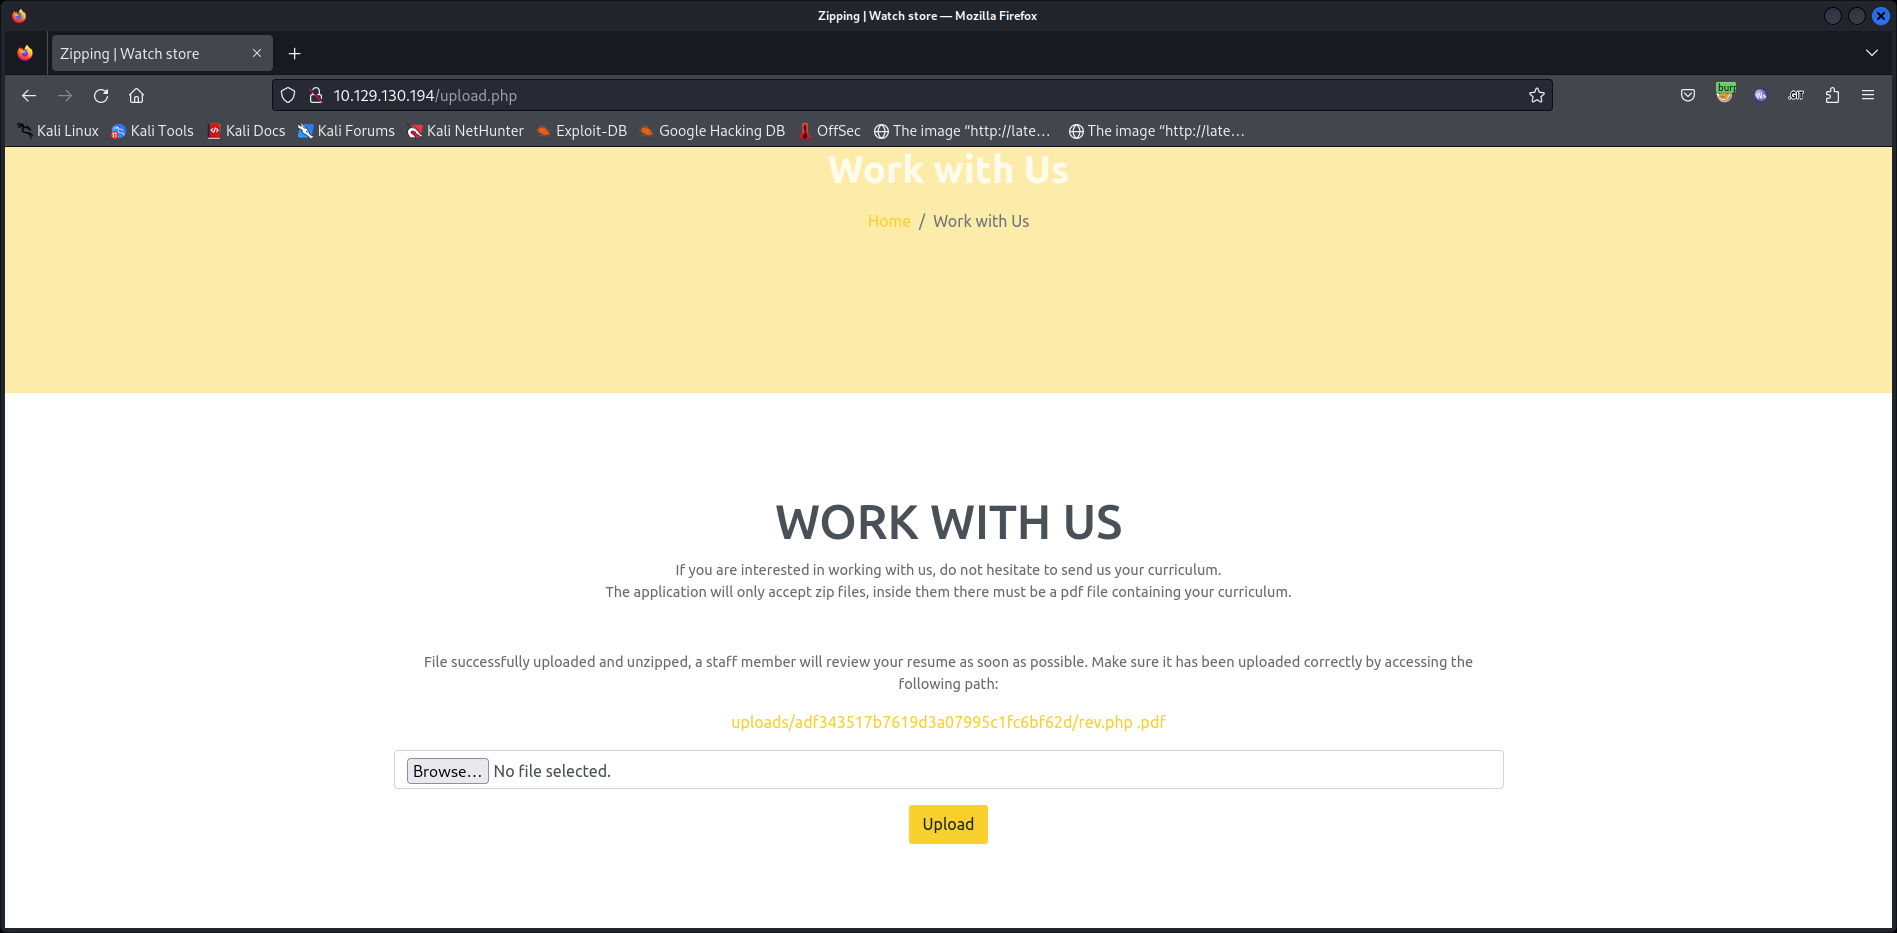 Zipping | Watch store — Mozilla Firefox
Zipping | Watch store
10.129.130.194/upload.php
burp
.GIT
Kali Linux Kali Tools Kali Docs Kali Forums Kali NetHunter Exploit-DB Google Hacking DB OffSec The image “http://late… The image “http://late…
Work with Us
Home / Work with Us
WORK WITH US
If you are interested in working with us, do not hesitate to send us your curriculum.
The application will only accept zip files, inside them there must be a pdf file containing your curriculum.
File successfully uploaded and unzipped, a staff member will review your resume as soon as possible. Make sure it has been uploaded correctly by accessing the
following path:
uploads/adf343517b7619d3a07995c1fc6bf62d/rev.php .pdf
Browse… No file selected.
Upload